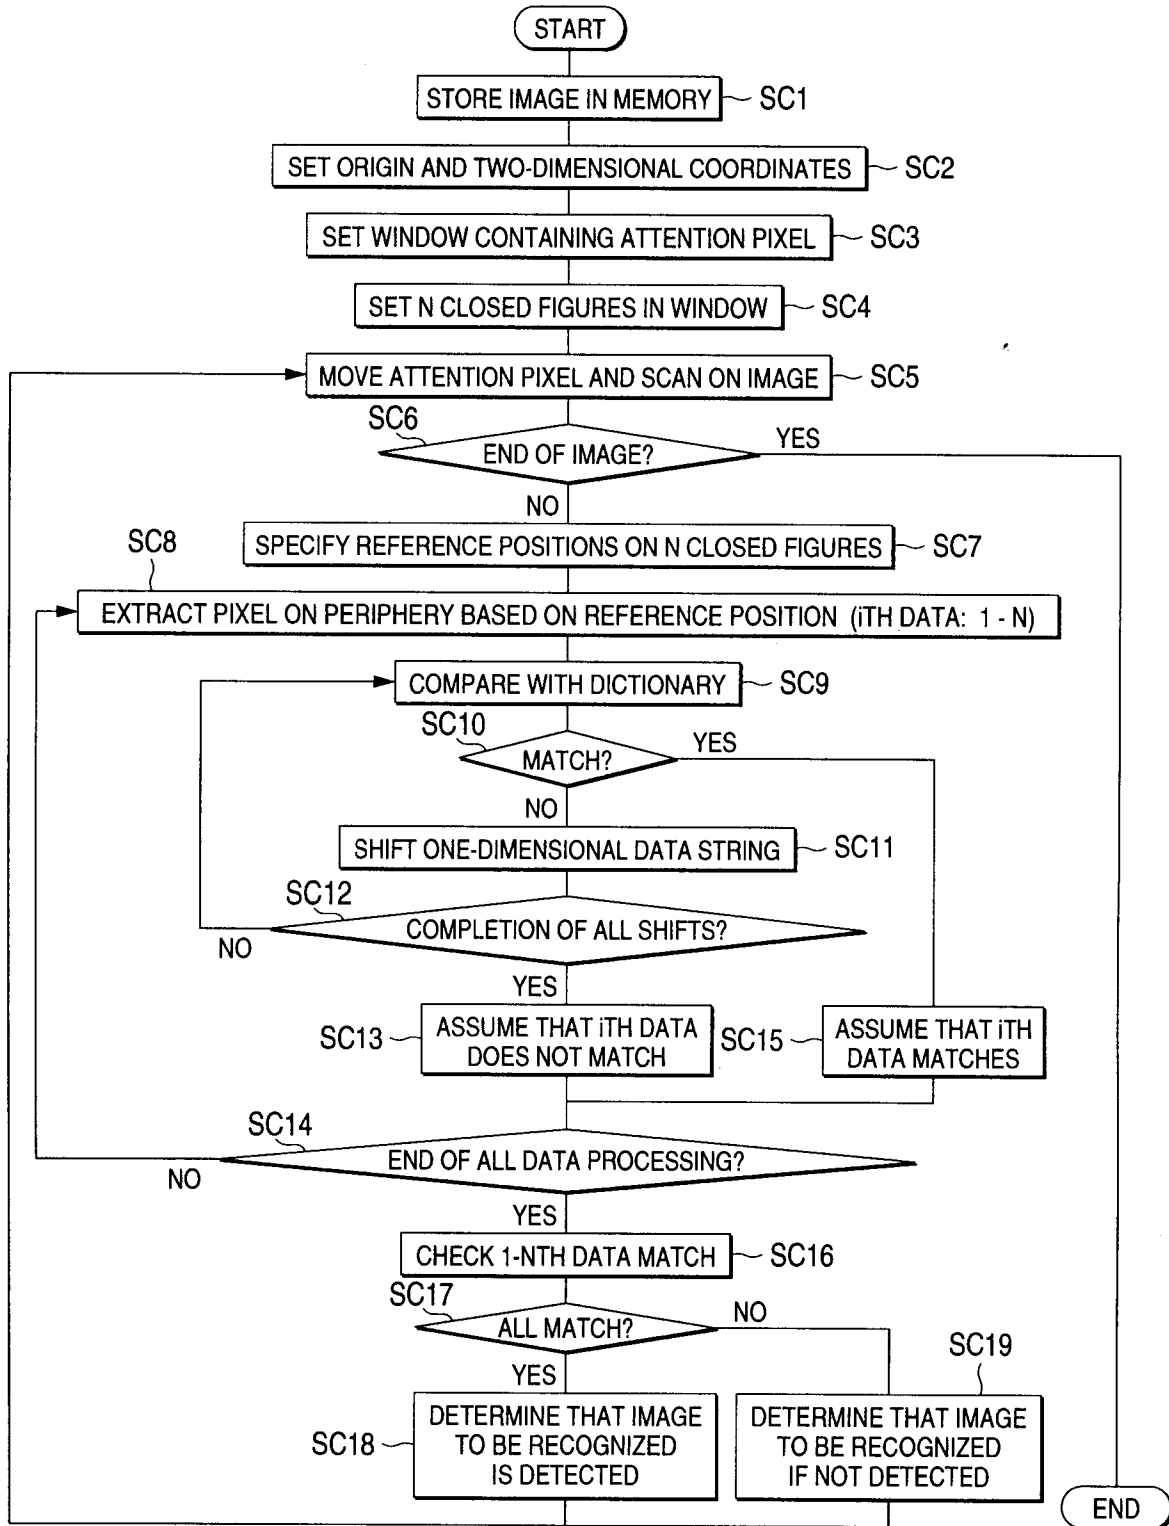 START
STORE IMAGE IN MEMORY
SC1
SET ORIGIN AND TWO-DIMENSIONAL COORDINATES
SC2
SET WINDOW CONTAINING ATTENTION PIXEL
SC3
SET N CLOSED FIGURES IN WINDOW
SC4
MOVE ATTENTION PIXEL AND SCAN ON IMAGE
SC5
SC6
END OF IMAGE?
YES
NO
SPECIFY REFERENCE POSITIONS ON N CLOSED FIGURES
SC7
SC8
EXTRACT PIXEL ON PERIPHERY BASED ON REFERENCE POSITION (iTH DATA: 1 - N)
COMPARE WITH DICTIONARY
SC9
SC10
MATCH?
YES
NO
SHIFT ONE-DIMENSIONAL DATA STRING
SC11
SC12
COMPLETION OF ALL SHIFTS?
NO
YES
SC13
ASSUME THAT iTH DATA
DOES NOT MATCH
SC15
ASSUME THAT iTH
DATA MATCHES
SC14
END OF ALL DATA PROCESSING?
NO
YES
CHECK 1-NTH DATA MATCH
SC16
SC17
ALL MATCH?
NO
YES
SC18
DETERMINE THAT IMAGE
TO BE RECOGNIZED
IS DETECTED
SC19
DETERMINE THAT IMAGE
TO BE RECOGNIZED
IF NOT DETECTED
END